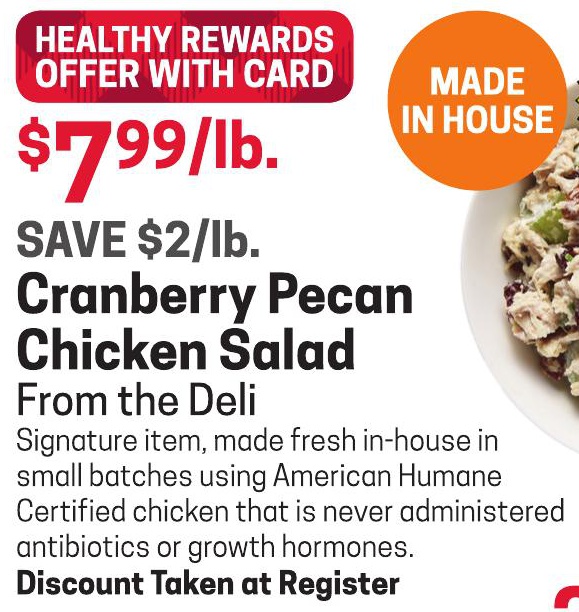 HEALTHY REWARDS
OFFER WITH CARD
MADE
IN HOUSE
$7.99/lb.
SAVE $2/lb.
Cranberry Pecan
Chicken Salad
From the Deli
Signature item, made fresh in-house in
small batches using American Humane
Certified chicken that is never administered
antibiotics or growth hormones.
Discount Taken at Register